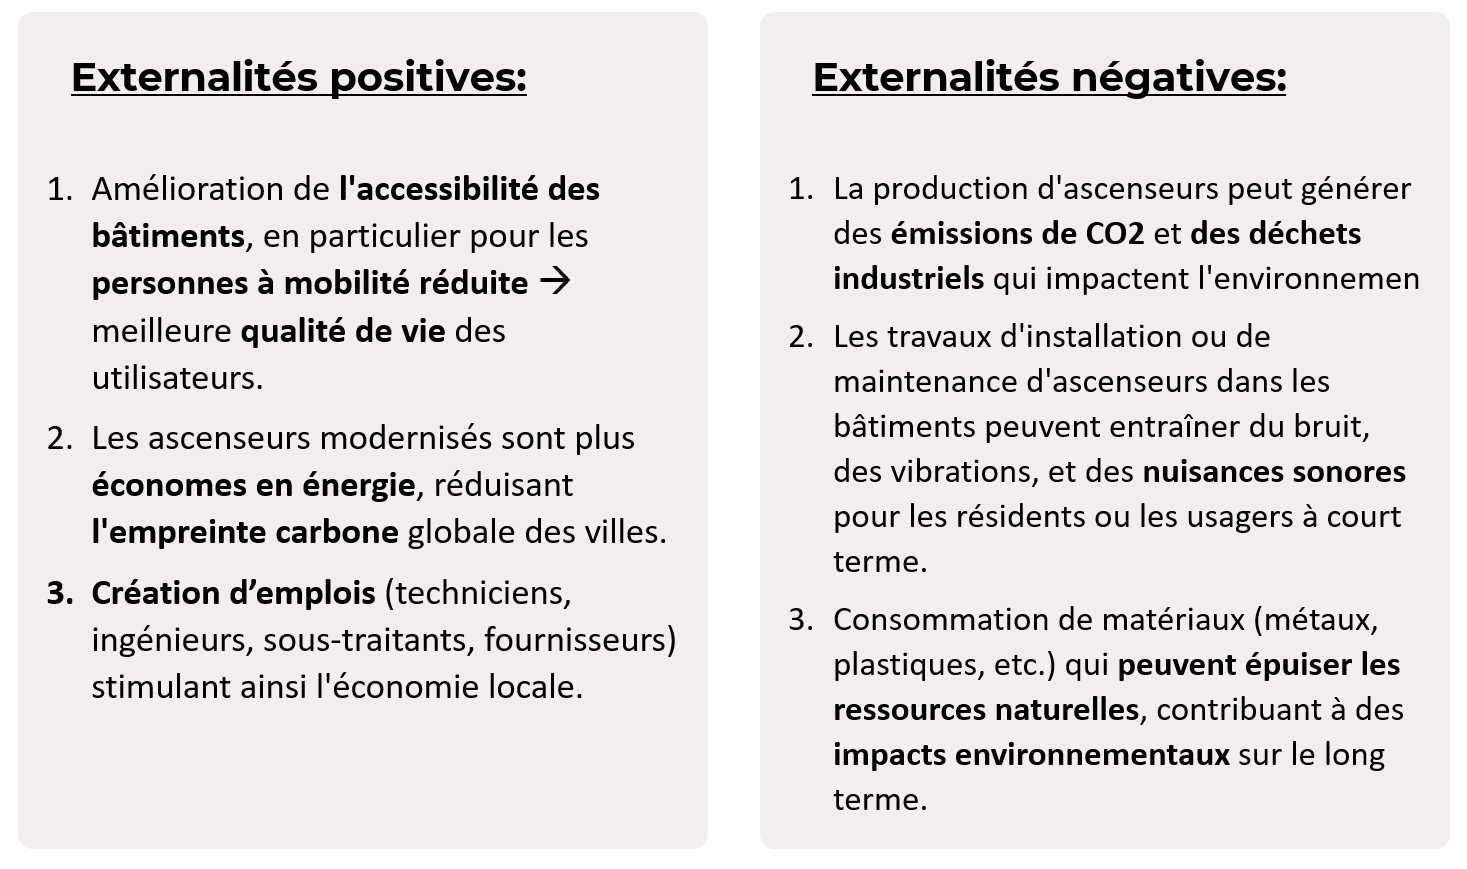 Externalités positives:
1. Amélioration de l'accessibilité des
bâtiments, en particulier pour les
personnes à mobilité réduite →
meilleure qualité de vie des
utilisateurs.
2. Les ascenseurs modernisés sont plus
économes en énergie, réduisant
l'empreinte carbone globale des villes.
3. Création d’emplois (techniciens,
ingénieurs, sous-traitants, fournisseurs)
stimulant ainsi l'économie locale.
Externalités négatives:
1. La production d'ascenseurs peut générer
des émissions de CO2 et des déchets
industriels qui impactent l'environnemen
2. Les travaux d'installation ou de
maintenance d'ascenseurs dans les
bâtiments peuvent entraîner du bruit,
des vibrations, et des nuisances sonores
pour les résidents ou les usagers à court
terme.
3. Consommation de matériaux (métaux,
plastiques, etc.) qui peuvent épuiser les
ressources naturelles, contribuant à des
impacts environnementaux sur le long
terme.